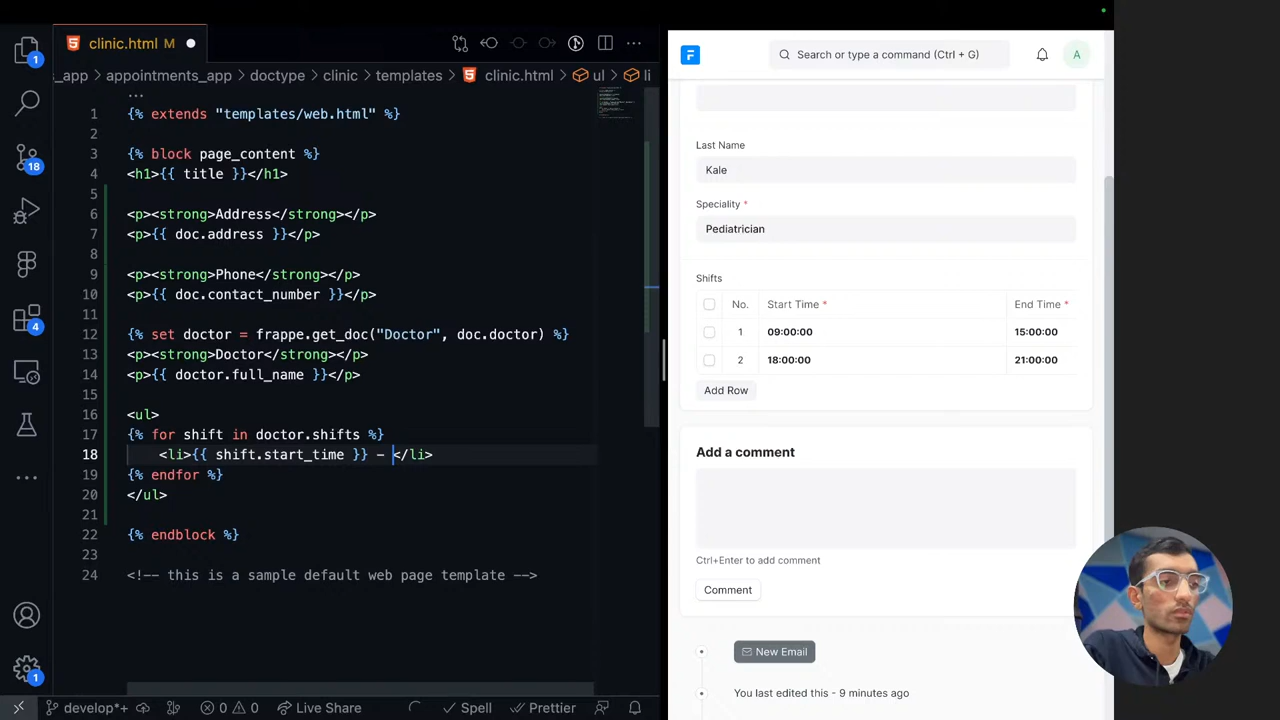 clinic.html M
s_app > appointments_app > doctype > clinic > templates > clinic.html > ul > li
...
1 {% extends "templates/web.html" %}
2
3 {% block page_content %}
4 <h1>{{ title }}</h1>
5
6 <p><strong>Address</strong></p>
7 <p>{{ doc.address }}</p>
8
9 <p><strong>Phone</strong></p>
10 <p>{{ doc.contact_number }}</p>
11
12 {% set doctor = frappe.get_doc("Doctor", doc.doctor) %}
13 <p><strong>Doctor</strong></p>
14 <p>{{ doctor.full_name }}</p>
15
16 <ul>
17 {% for shift in doctor.shifts %}
18 <li>{{ shift.start_time }} - </li>
19 {% endfor %}
20 </ul>
21
22 {% endblock %}
23
24 <!-- this is a sample default web page template -->
1
18
4
1
develop*+ 0 0 Live Share Spell Prettier
F
Search or type a command (Ctrl + G)
A
Last Name
Kale
Speciality *
Pediatrician
Shifts
No. Start Time * End Time *
1 09:00:00 15:00:00
2 18:00:00 21:00:00
Add Row
Add a comment
Ctrl+Enter to add comment
Comment
New Email
You last edited this - 9 minutes ago